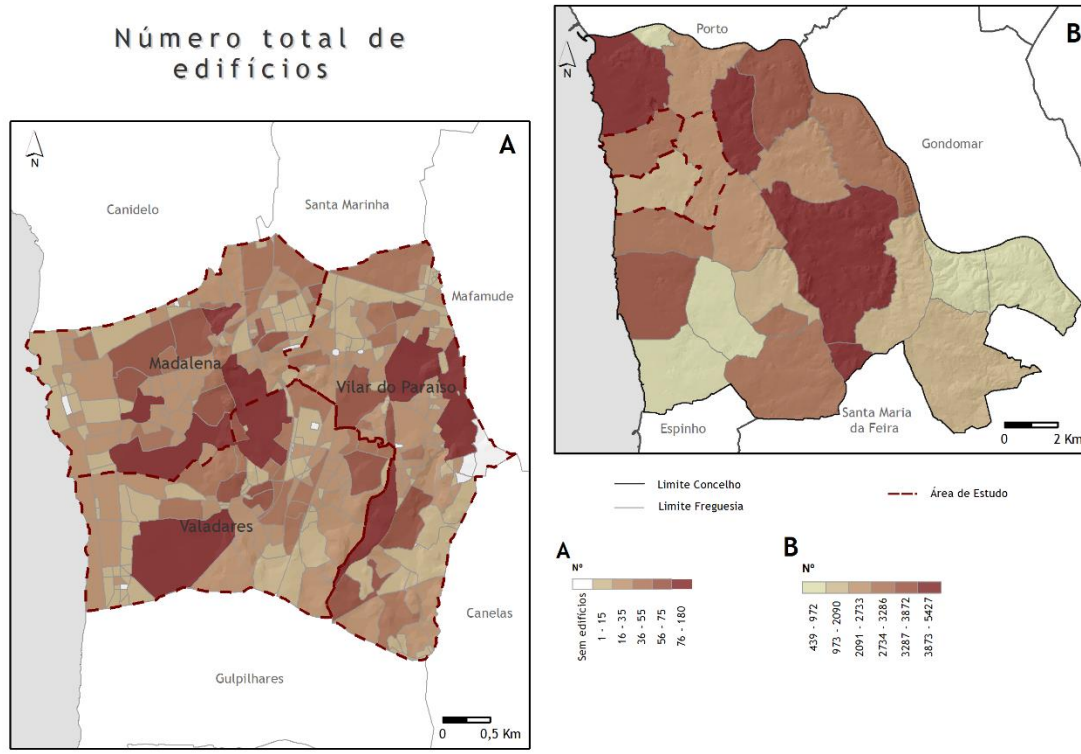 Número total de
edifícios
A
N
Canidelo
Santa Marinha
Mafamude
Madalena
Vilar do Paraíso
Valadares
Canelas
Gulpilhares
0
0,5 Km
B
N
Porto
Gondomar
Espinho
Santa Maria
da Feira
0
2 Km
Limite Concelho
Limite Freguesia
Área de Estudo
A
Nº
Sem edifícios
1 - 15
16 - 35
36 - 55
56 - 75
76 - 180
B
Nº
439 - 972
973 - 2090
2091 - 2733
2734 - 3286
3287 - 3872
3873 - 5427